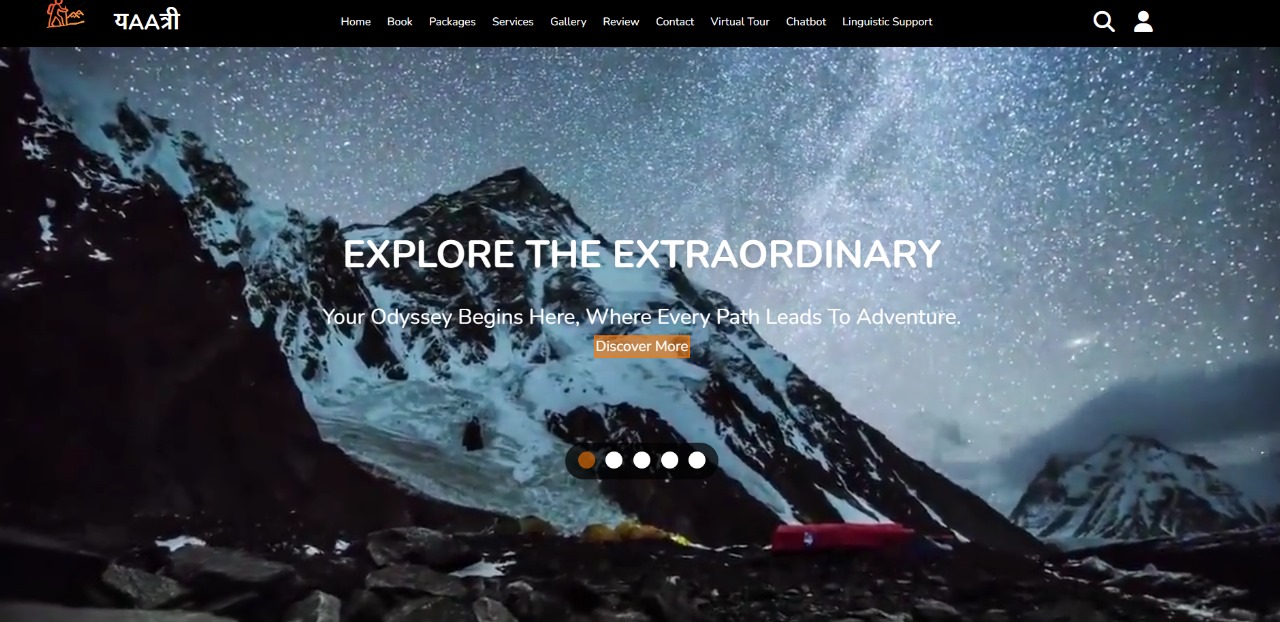 यAAत्री
Home Book Packages Services Gallery Review Contact Virtual Tour Chatbot Linguistic Support
EXPLORE THE EXTRAORDINARY
Your Odyssey Begins Here, Where Every Path Leads To Adventure.
Discover More